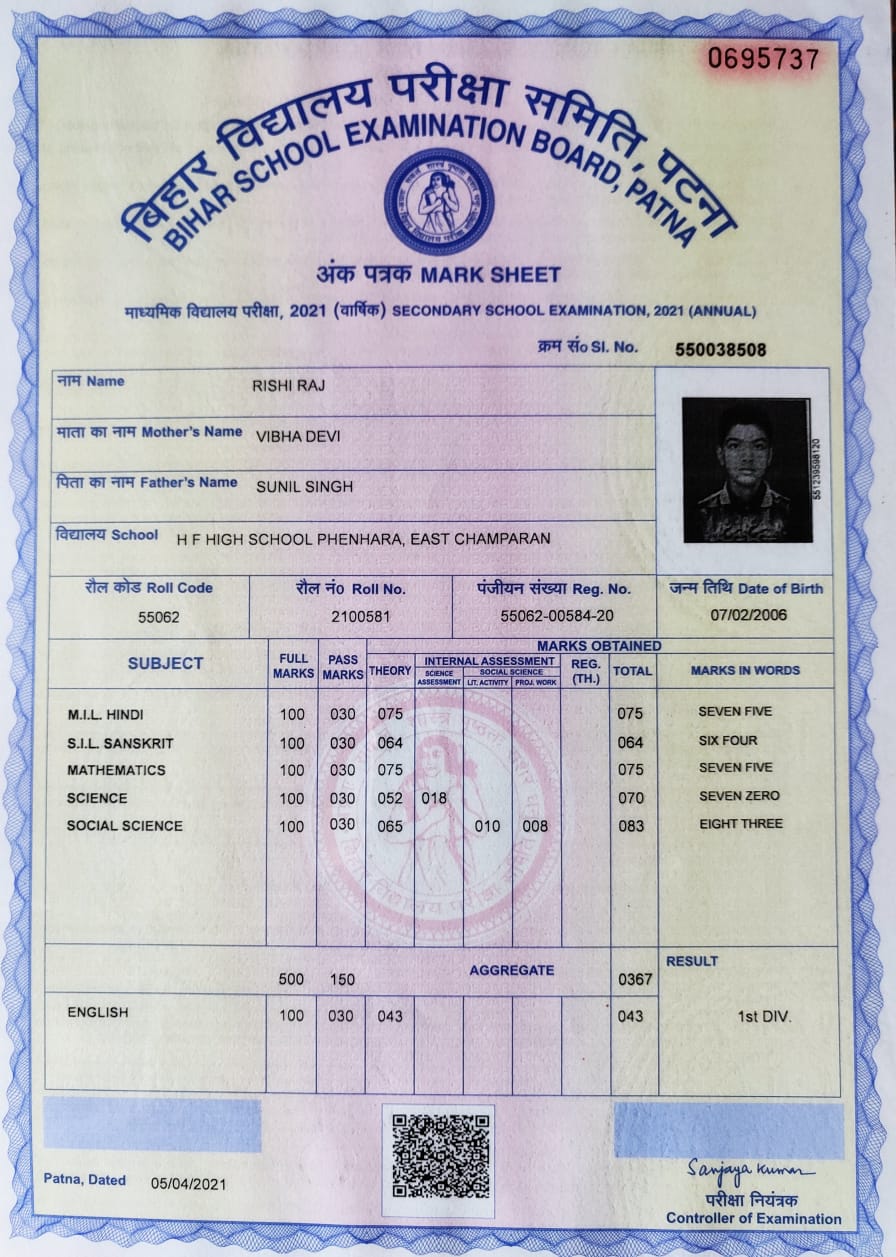 0695737
बिहार विद्यालय परीक्षा समिति, पटना
BIHAR SCHOOL EXAMINATION BOARD, PATNA
अंक पत्रक MARK SHEET
माध्यमिक विद्यालय परीक्षा, 2021 (वार्षिक) SECONDARY SCHOOL EXAMINATION, 2021 (ANNUAL)
क्रम सं० Sl. No. 550038508
नाम Name RISHI RAJ
माता का नाम Mother's Name VIBHA DEVI
पिता का नाम Father's Name SUNIL SINGH
विद्यालय School H F HIGH SCHOOL PHENHARA, EAST CHAMPARAN
551239598120
रौल कोड Roll Code रौल नं० Roll No. पंजीयन संख्या Reg. No. जन्म तिथि Date of Birth
55062 2100581 55062-00584-20 07/02/2006
MARKS OBTAINED
SUBJECT FULL MARKS PASS MARKS THEORY INTERNAL ASSESSMENT REG. (TH.) TOTAL MARKS IN WORDS
SCIENCE ASSESSMENT SOCIAL SCIENCE
LIT. ACTIVITY PROJ. WORK
M.I.L. HINDI 100 030 075 075 SEVEN FIVE
S.I.L. SANSKRIT 100 030 064 064 SIX FOUR
MATHEMATICS 100 030 075 075 SEVEN FIVE
SCIENCE 100 030 052 018 070 SEVEN ZERO
SOCIAL SCIENCE 100 030 065 010 008 083 EIGHT THREE
500 150 AGGREGATE 0367 RESULT
ENGLISH 100 030 043 043 1st DIV.
Patna, Dated 05/04/2021
Sanjaya Kumar
परीक्षा नियंत्रक
Controller of Examination